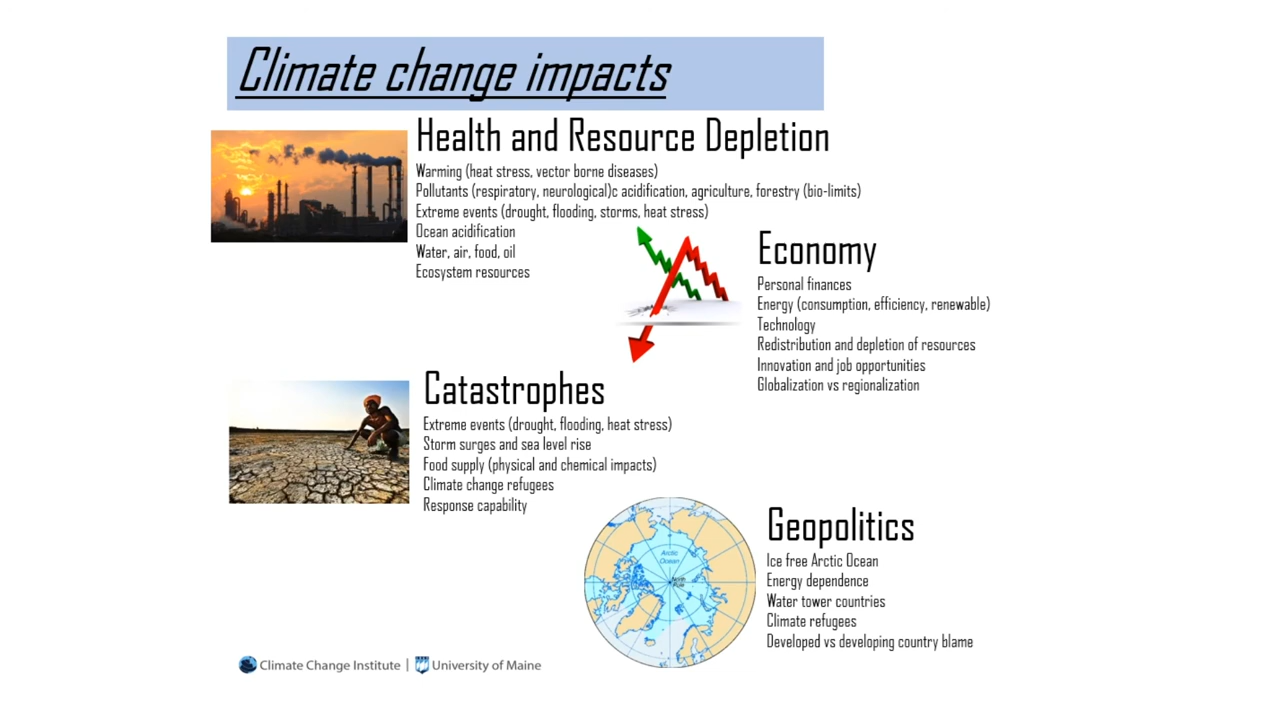 Climate change impacts
Health and Resource Depletion
Warming (heat stress, vector borne diseases)
Pollutants (respiratory, neurological)c acidification, agriculture, forestry (bio-limits)
Extreme events (drought, flooding, storms, heat stress)
Ocean acidification
Water, air, food, oil
Ecosystem resources
Economy
Personal finances
Energy (consumption, efficiency, renewable)
Technology
Redistribution and depletion of resources
Innovation and job opportunities
Globalization vs regionalization
Catastrophes
Extreme events (drought, flooding, heat stress)
Storm surges and sea level rise
Food supply (physical and chemical impacts)
Climate change refugees
Response capability
Arctic
Ocean
North
Pole
Geopolitics
Ice free Arctic Ocean
Energy dependence
Water tower countries
Climate refugees
Developed vs developing country blame
Climate Change Institute | University of Maine